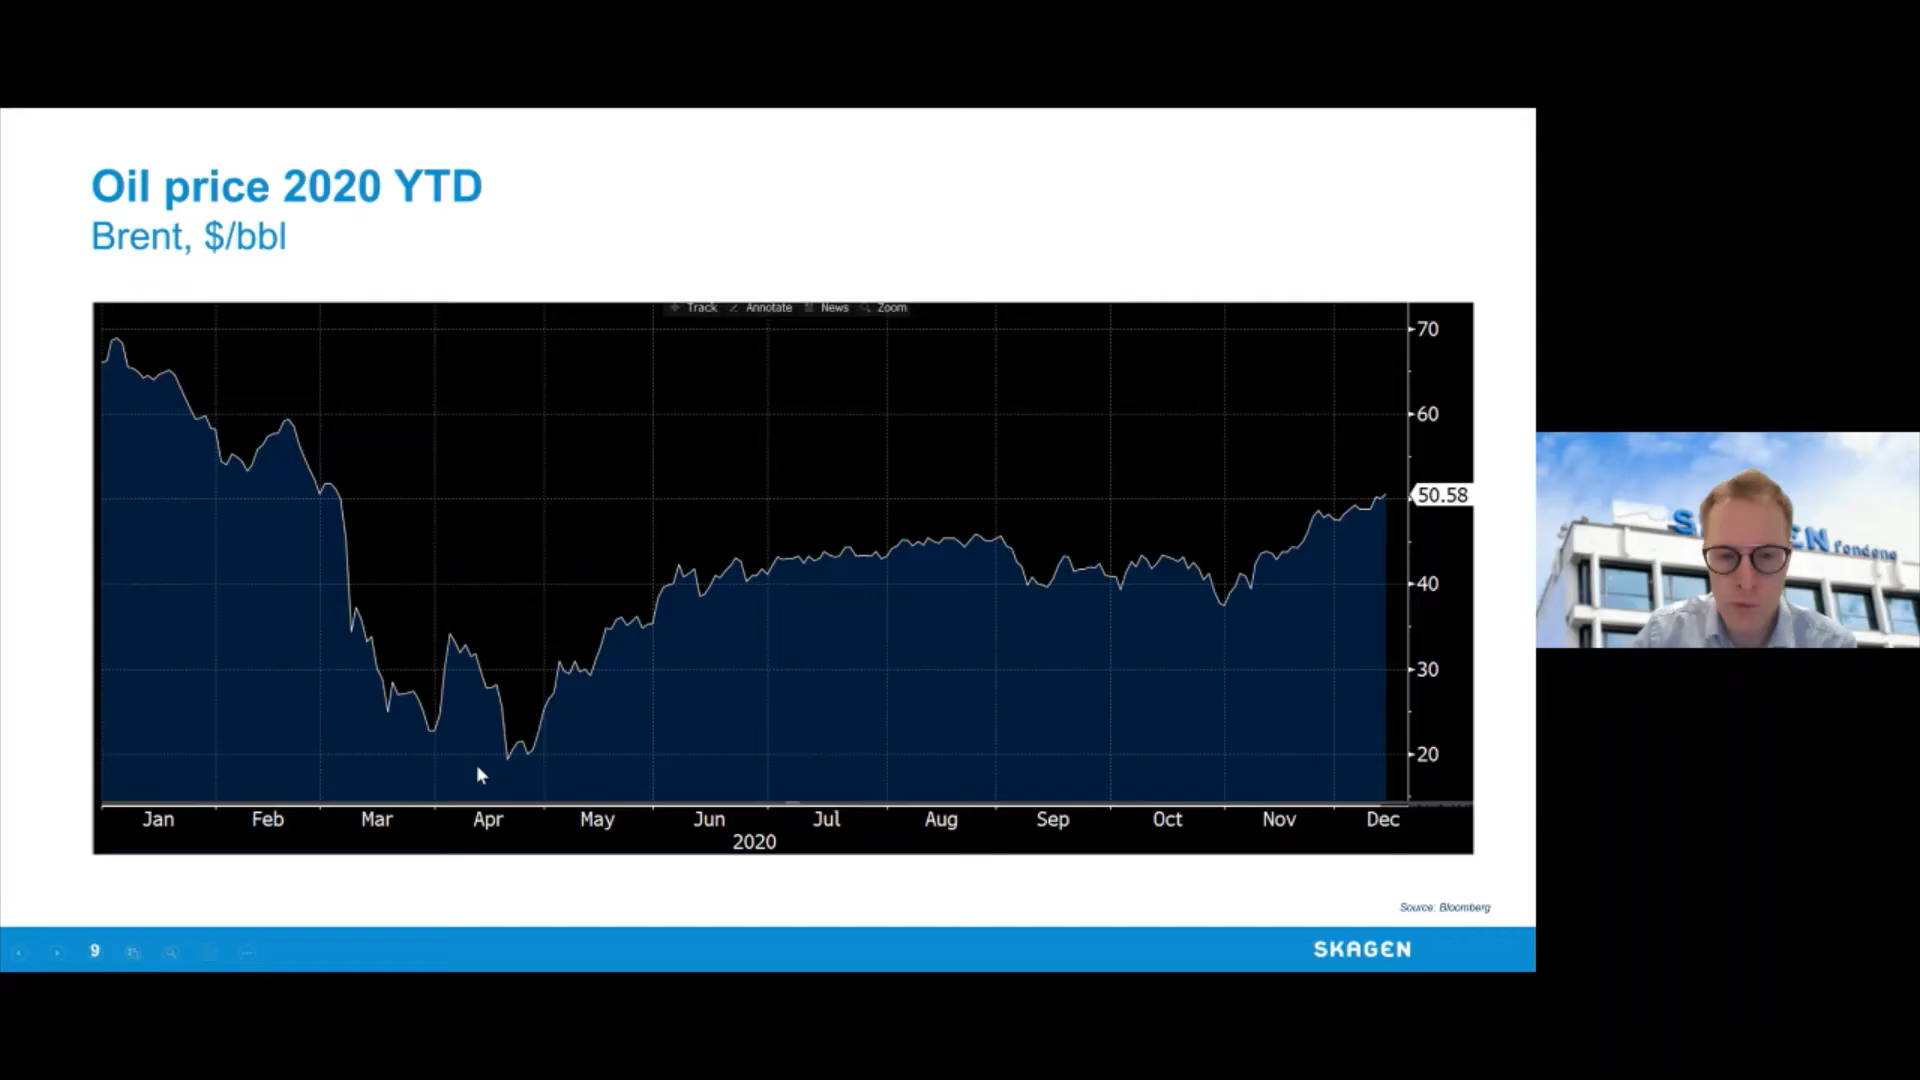 Oil price 2020 YTD
Brent, $/bbl
Track Annotate News Zoom
70
60
50.58
40
30
20
Jan Feb Mar Apr May Jun Jul Aug Sep Oct Nov Dec
2020
fondene
Source: Bloomberg
9
SKAGEN